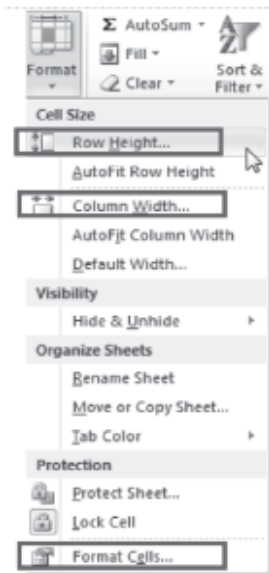 Σ AutoSum
Fill
Clear
Format
Sort &
Filter
Cell Size
Row Height...
AutoFit Row Height
Column Width...
AutoFit Column Width
Default Width...
Visibility
Hide & Unhide
Organize Sheets
Rename Sheet
Move or Copy Sheet...
Tab Color
Protection
Protect Sheet...
Lock Cell
Format Cells...